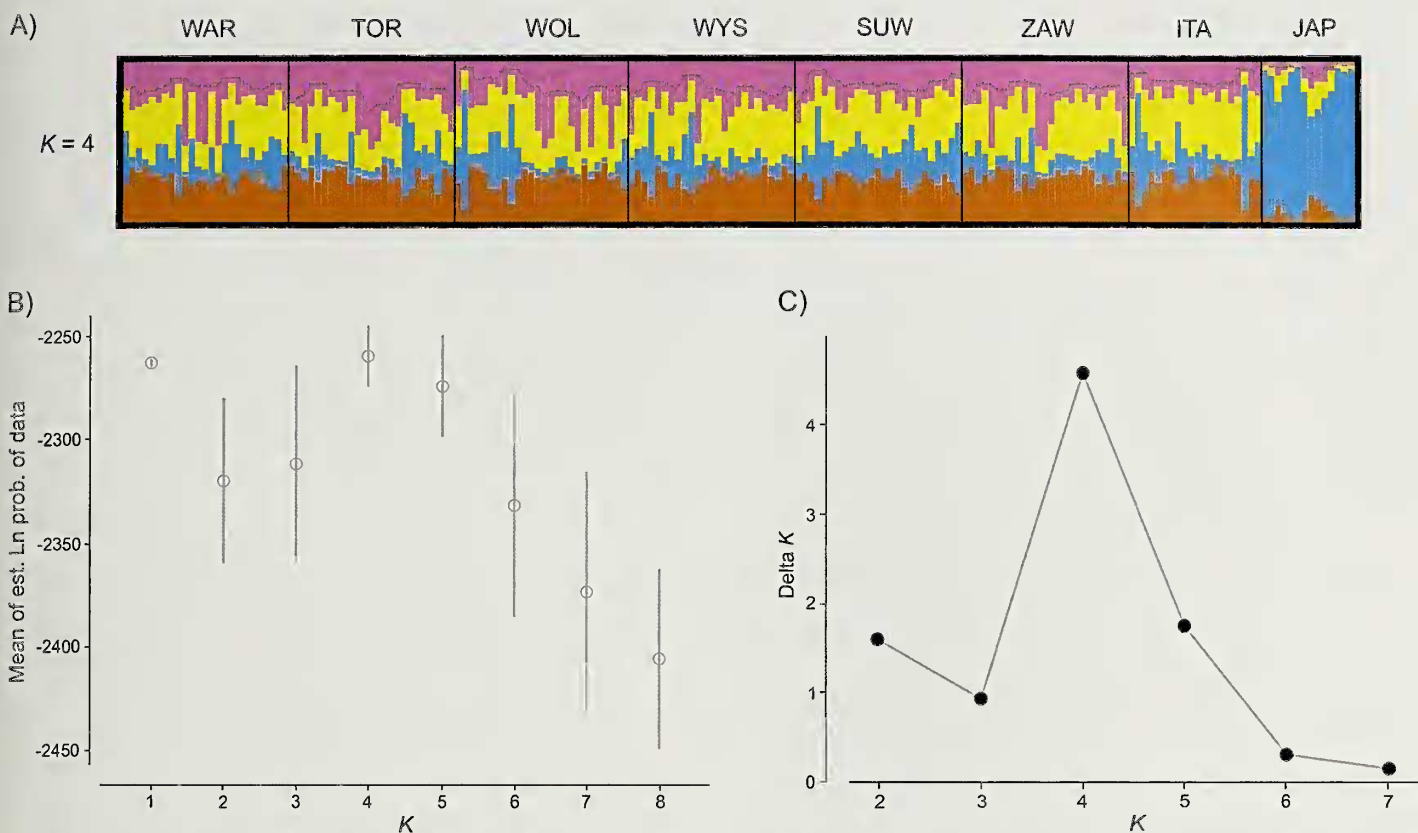 A)
WAR TOR WOL WYS SUW ZAW ITA JAP
K = 4
B)
Mean of est. Ln prob. of data
-2250
-2300
-2350
-2400
-2450
1 2 3 4 5 6 7 8
K
C)
Delta K
4
3
2
1
0
2 3 4 5 6 7
K